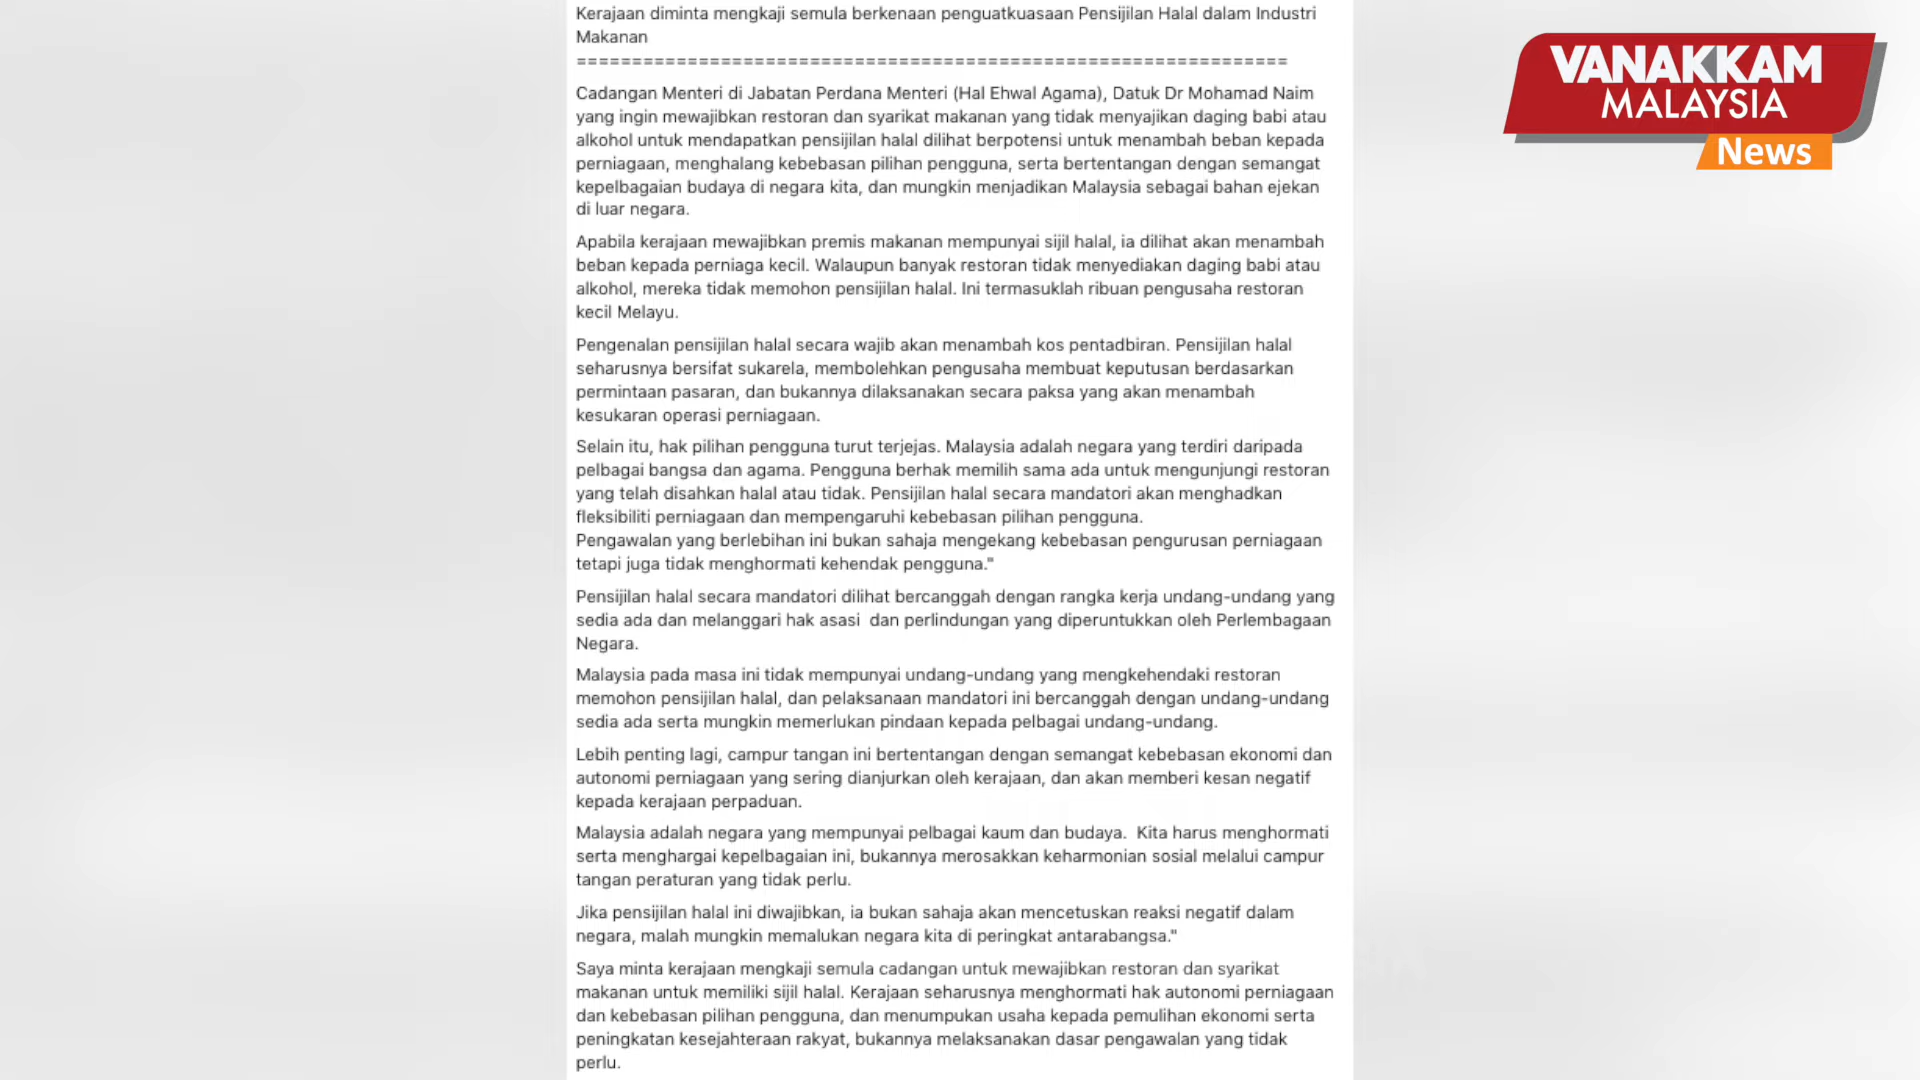 Kerajaan diminta mengkaji semula berkenaan penguatkuasaan Pensijilan Halal dalam Industri
Makanan
================================================================
Cadangan Menteri di Jabatan Perdana Menteri (Hal Ehwal Agama), Datuk Dr Mohamad Naim
yang ingin mewajibkan restoran dan syarikat makanan yang tidak menyajikan daging babi atau
alkohol untuk mendapatkan pensijilan halal dilihat berpotensi untuk menambah beban kepada
perniagaan, menghalang kebebasan pilihan pengguna, serta bertentangan dengan semangat
kepelbagaian budaya di negara kita, dan mungkin menjadikan Malaysia sebagai bahan ejekan
di luar negara.
Apabila kerajaan mewajibkan premis makanan mempunyai sijil halal, ia dilihat akan menambah
beban kepada perniaga kecil. Walaupun banyak restoran tidak menyediakan daging babi atau
alkohol, mereka tidak memohon pensijilan halal. Ini termasuklah ribuan pengusaha restoran
kecil Melayu.
Pengenalan pensijilan halal secara wajib akan menambah kos pentadbiran. Pensijilan halal
seharusnya bersifat sukarela, membolehkan pengusaha membuat keputusan berdasarkan
permintaan pasaran, dan bukannya dilaksanakan secara paksa yang akan menambah
kesukaran operasi perniagaan.
Selain itu, hak pilihan pengguna turut terjejas. Malaysia adalah negara yang terdiri daripada
pelbagai bangsa dan agama. Pengguna berhak memilih sama ada untuk mengunjungi restoran
yang telah disahkan halal atau tidak. Pensijilan halal secara mandatori akan menghadkan
fleksibiliti perniagaan dan mempengaruhi kebebasan pilihan pengguna.
Pengawalan yang berlebihan ini bukan sahaja mengekang kebebasan pengurusan perniagaan
tetapi juga tidak menghormati kehendak pengguna."
Pensijilan halal secara mandatori dilihat bercanggah dengan rangka kerja undang-undang yang
sedia ada dan melanggari hak asasi  dan perlindungan yang diperuntukkan oleh Perlembagaan
Negara.
Malaysia pada masa ini tidak mempunyai undang-undang yang mengkehendaki restoran
memohon pensijilan halal, dan pelaksanaan mandatori ini bercanggah dengan undang-undang
sedia ada serta mungkin memerlukan pindaan kepada pelbagai undang-undang.
Lebih penting lagi, campur tangan ini bertentangan dengan semangat kebebasan ekonomi dan
autonomi perniagaan yang sering dianjurkan oleh kerajaan, dan akan memberi kesan negatif
kepada kerajaan perpaduan.
Malaysia adalah negara yang mempunyai pelbagai kaum dan budaya.  Kita harus menghormati
serta menghargai kepelbagaian ini, bukannya merosakkan keharmonian sosial melalui campur
tangan peraturan yang tidak perlu.
Jika pensijilan halal ini diwajibkan, ia bukan sahaja akan mencetuskan reaksi negatif dalam
negara, malah mungkin memalukan negara kita di peringkat antarabangsa."
Saya minta kerajaan mengkaji semula cadangan untuk mewajibkan restoran dan syarikat
makanan untuk memiliki sijil halal. Kerajaan seharusnya menghormati hak autonomi perniagaan
dan kebebasan pilihan pengguna, dan menumpukan usaha kepada pemulihan ekonomi serta
peningkatan kesejahteraan rakyat, bukannya melaksanakan dasar pengawalan yang tidak
perlu.
VANAKKAM
MALAYSIA
News